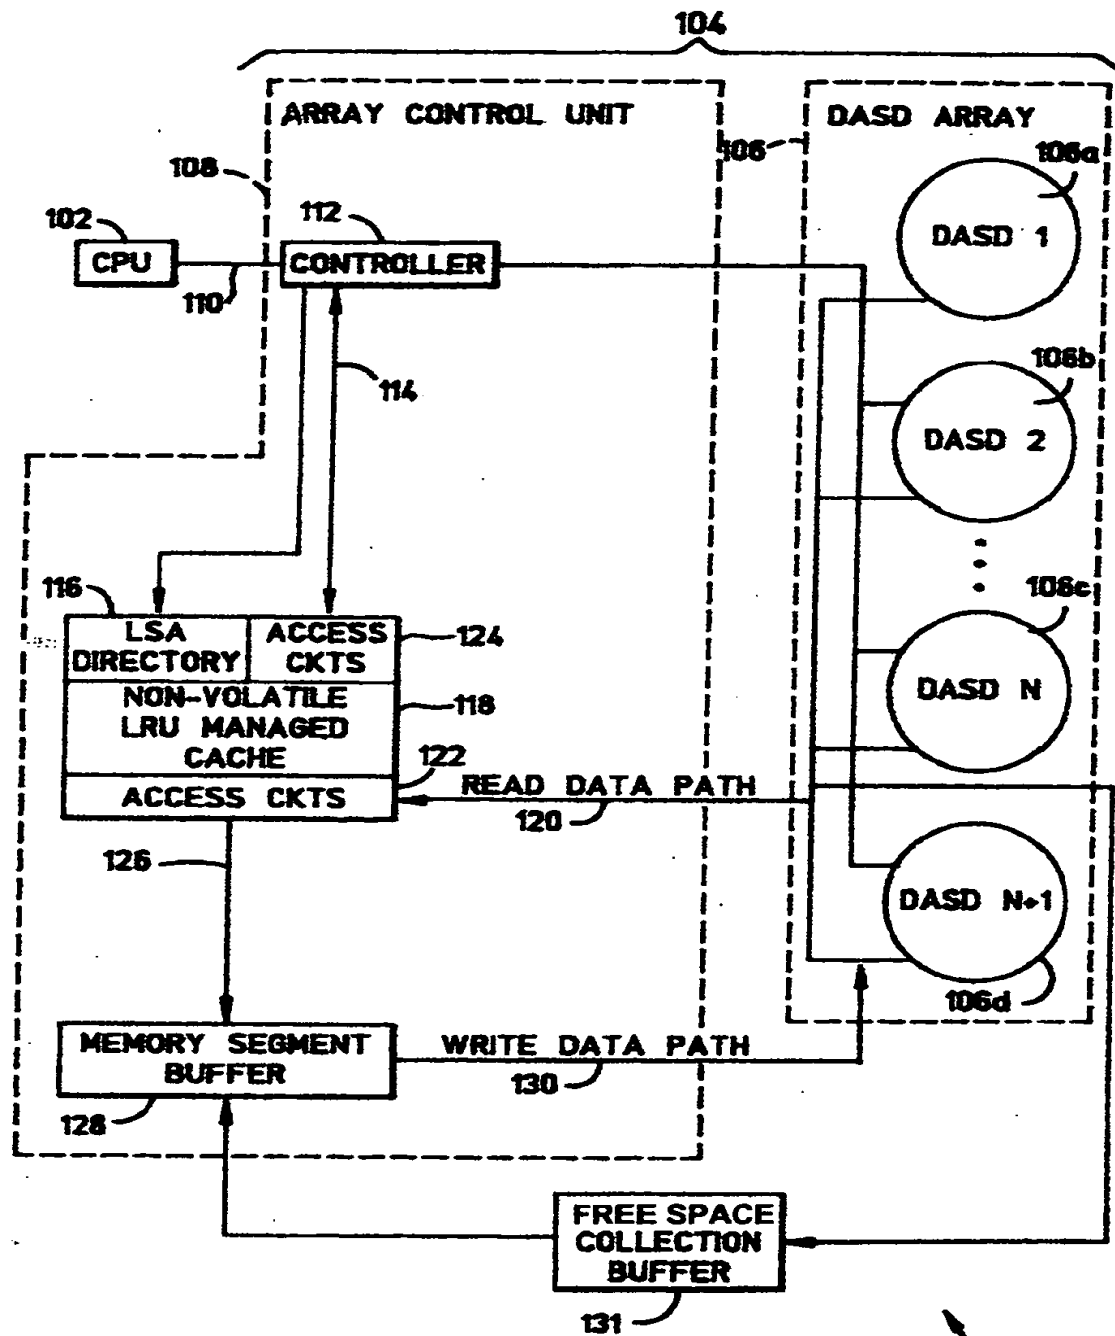 104
ARRAY CONTROL UNIT
DASD ARRAY
106
108
106a
DASD 1
102
CPU
110
112
CONTROLLER
114
106b
DASD 2
116
LSA
DIRECTORY
ACCESS
CKTS
124
106c
DASD N
NON-VOLATILE
LRU MANAGED
CACHE
118
122
ACCESS CKTS
READ DATA PATH
120
126
DASD N+1
106d
MEMORY SEGMENT
BUFFER
128
WRITE DATA PATH
130
FREE SPACE
COLLECTION
BUFFER
131